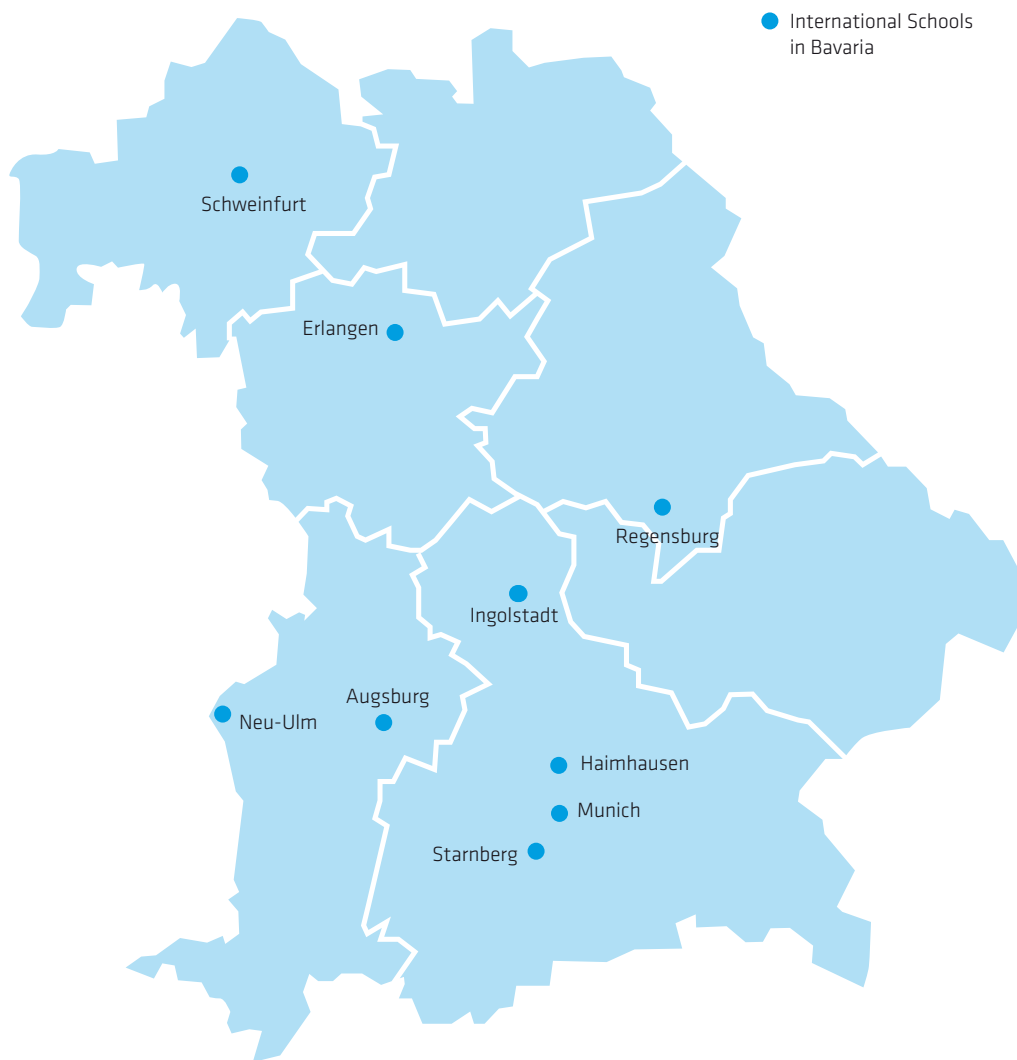 International Schools
in Bavaria
Schweinfurt
Erlangen
Regensburg
Ingolstadt
Augsburg
Neu-Ulm
Haimhausen
Munich
Starnberg